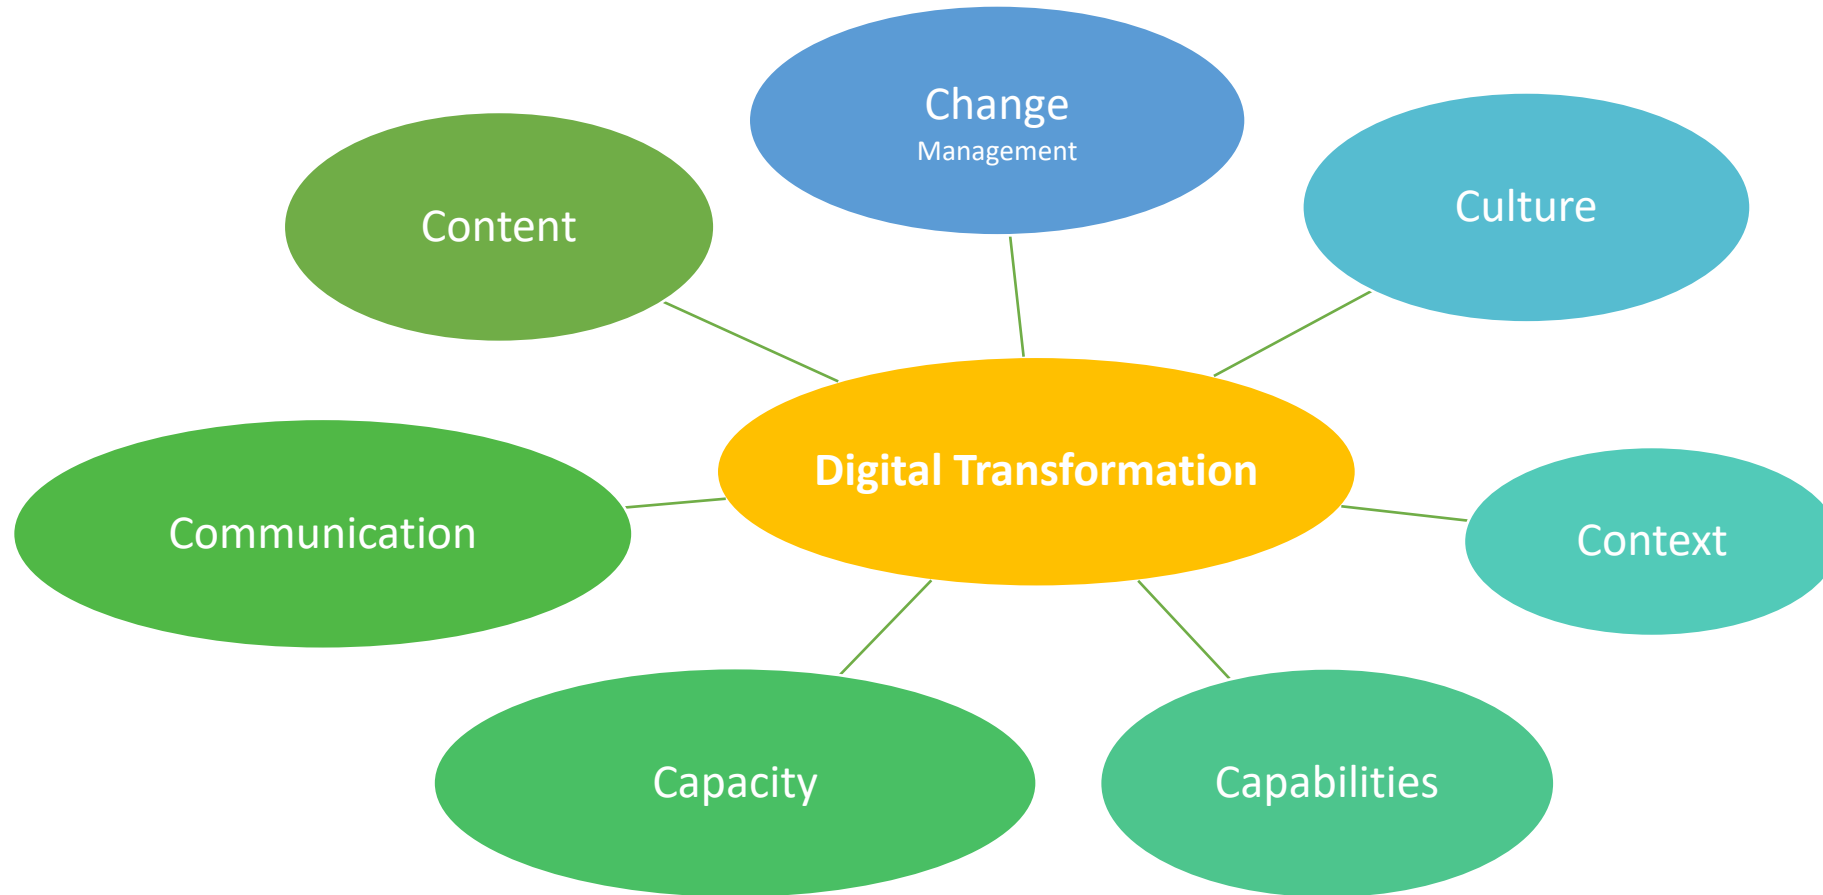 Change
Management
Culture
Content
Digital Transformation
Context
Communication
Capabilities
Capacity